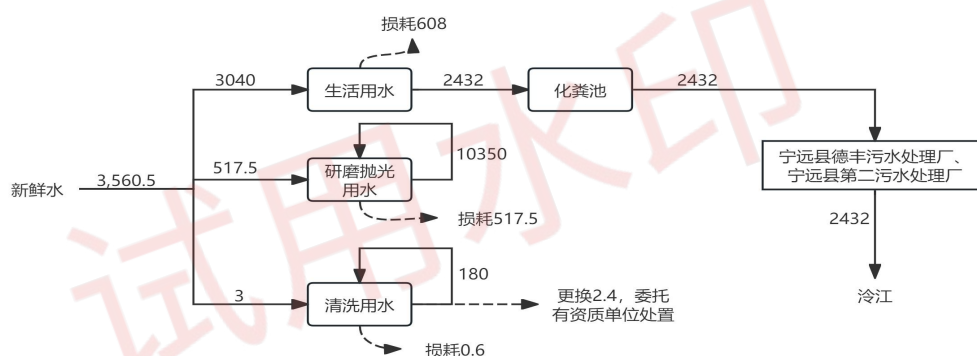 损耗608
3040
生活用水
2432
化粪池
2432
517.5
研磨抛光
用水
10350
宁远县德丰污水处理厂、
宁远县第二污水处理厂
新鲜水
3,560.5
损耗517.5
2432
3
清洗用水
180
更换2.4，委托
有资质单位处置
泠江
损耗0.6
试用水印